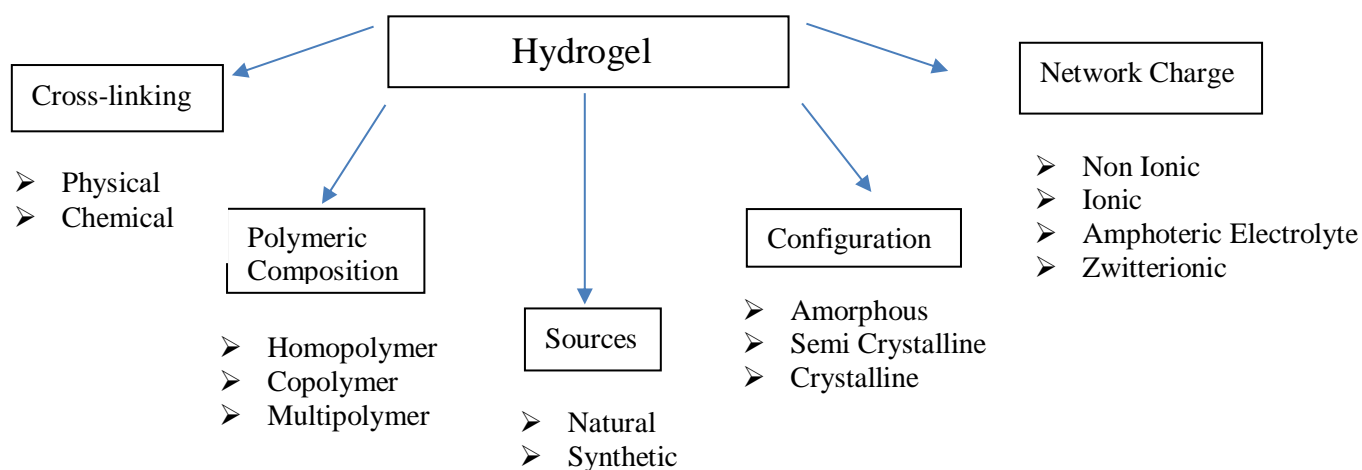 Hydrogel
Cross-linking
➢ Physical
➢ Chemical
Polymeric
Composition
➢ Homopolymer
➢ Copolymer
➢ Multipolymer
Sources
➢ Natural
➢ Synthetic
Configuration
➢ Amorphous
➢ Semi Crystalline
➢ Crystalline
Network Charge
➢ Non Ionic
➢ Ionic
➢ Amphoteric Electrolyte
➢ Zwitterionic